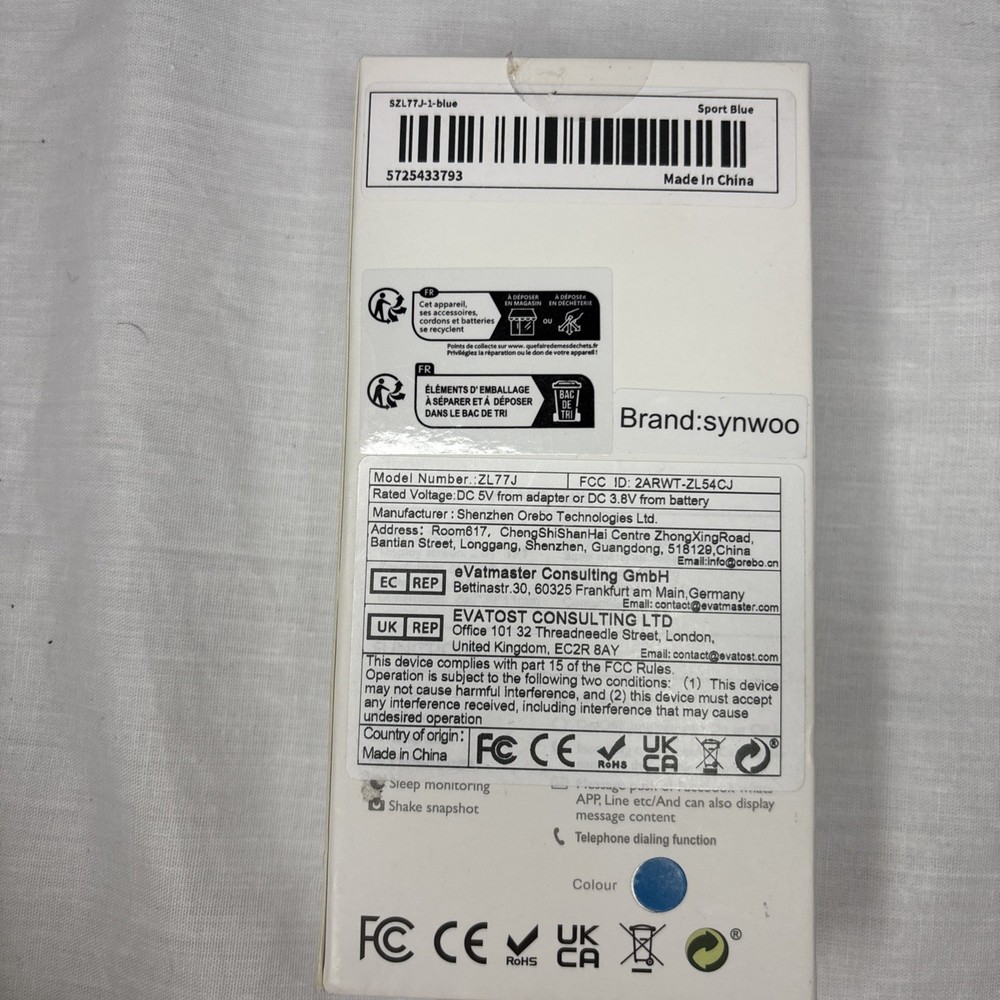 SZL77J-1-blue Sport Blue
5725433793 Made In China
FR
Cet appareil,
ses accessoires,
cordons et batteries
se recyclent
À DÉPOSER
EN MAGASIN
OU
À DÉPOSER
EN DÉCHÈTERIE
Points de collecte sur www.quefairedemesdechets.fr
Privilégiez la réparation ou le don de votre appareil !
FR
ÉLÉMENTS D'EMBALLAGE
À SÉPARER ET À DÉPOSER
DANS LE BAC DE TRI
BAC
DE
TRI
Brand:synwoo
Model Number.:ZL77J FCC ID: 2ARWT-ZL54CJ
Rated Voltage:DC 5V from adapter or DC 3.8V from battery
Manufacturer : Shenzhen Orebo Technologies Ltd.
Address: Room617, ChengShiShanHai Centre ZhongXingRoad,
Bantian Street, Longgang, Shenzhen, Guangdong, 518129,China
Email:info@orebo.cn
EC REP
eVatmaster Consulting GmbH
Bettinastr.30, 60325 Frankfurt am Main,Germany
Email: contact@evatmaster.com
UK REP
EVATOST CONSULTING LTD
Office 101 32 Threadneedle Street, London,
United Kingdom, EC2R 8AY Email: contact@evatost.com
This device complies with part 15 of the FCC Rules.
Operation is subject to the following two conditions: (1) This device
may not cause harmful interference, and (2) this device must accept
any interference received, including interference that may cause
undesired operation
Country of origin:
Made in China
FC CE RoHS UK CA ®
Sleep monitoring
Shake snapshot
APP, Line etc/And can also display
message content
Telephone dialing function
Colour
FC CE RoHS UK CA ®